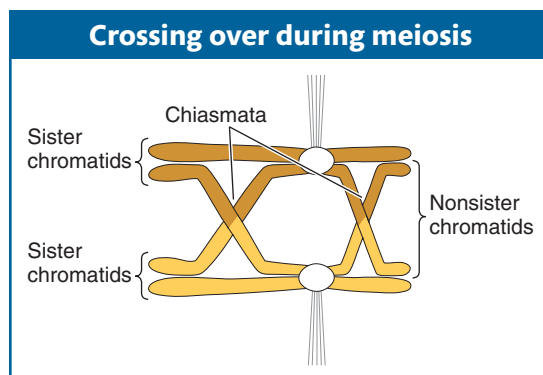 Crossing over during meiosis
Chiasmata
Sister
chromatids
Nonsister
chromatids
Sister
chromatids